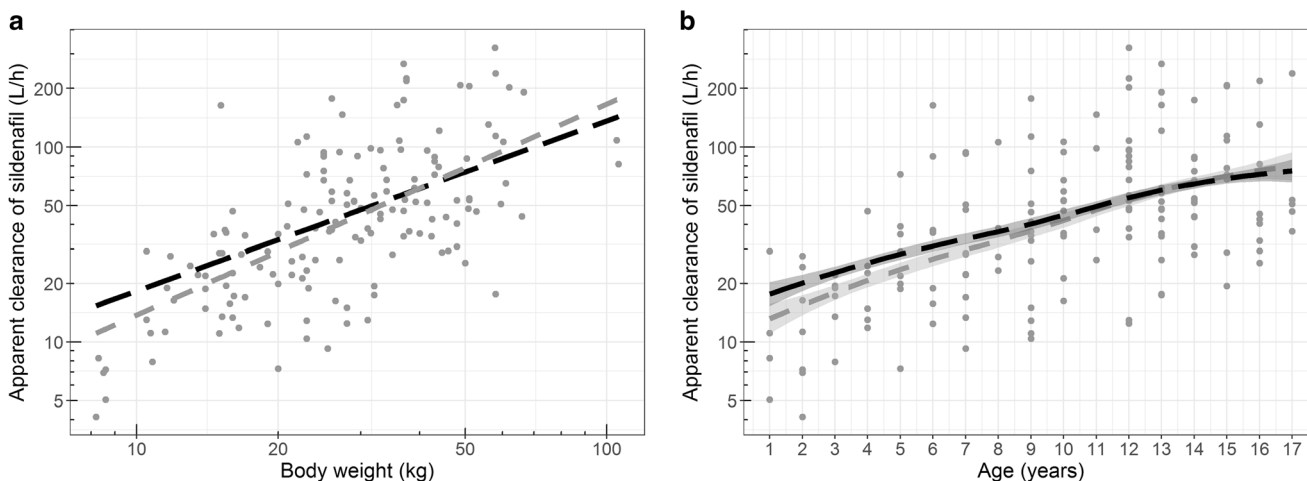 a
Apparent clearance of sildenafil (L/h)
200
100
50
20
10
5
10 20 50 100
Body weight (kg)
b
Apparent clearance of sildenafil (L/h)
200
100
50
20
10
5
1 2 3 4 5 6 7 8 9 10 11 12 13 14 15 16 17
Age (years)